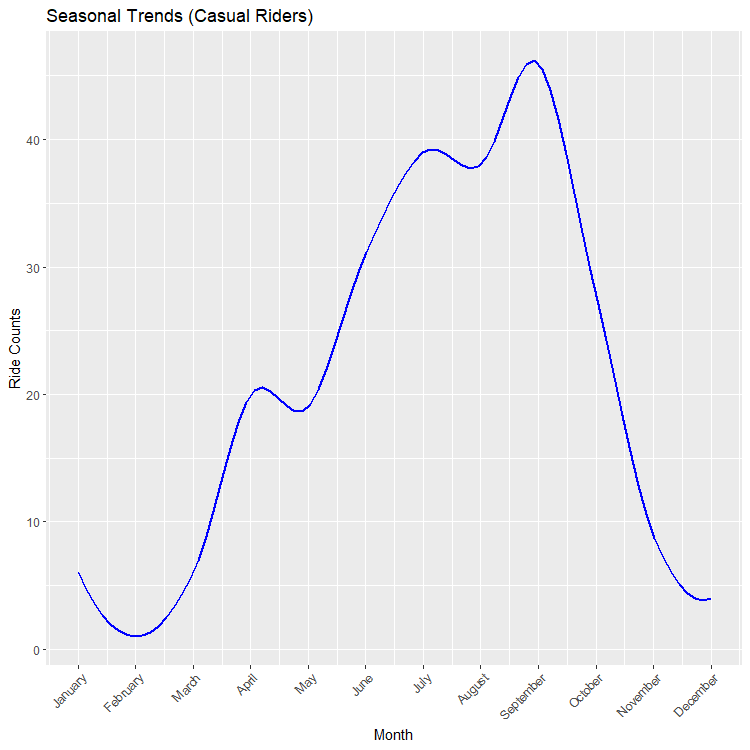 Seasonal Trends (Casual Riders)
40
30
20
10
0
Ride Counts
January
February
March
April
May
June
July
August
September
October
November
December
Month